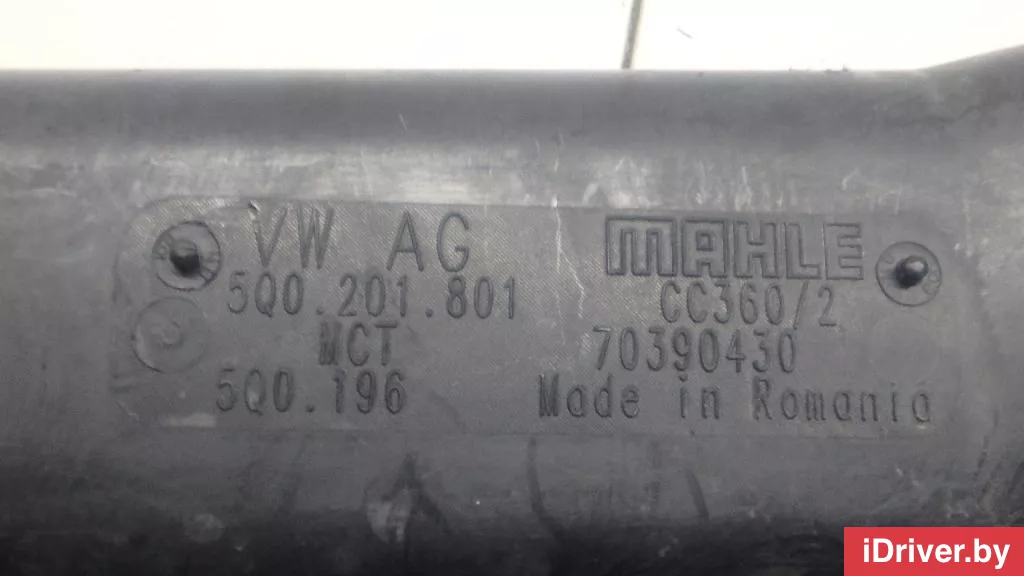 VW AG
5Q0.201.801
MCT
5Q0.196
MAHLE
CC360/2
70390430
Made in Romania
iDriver.by